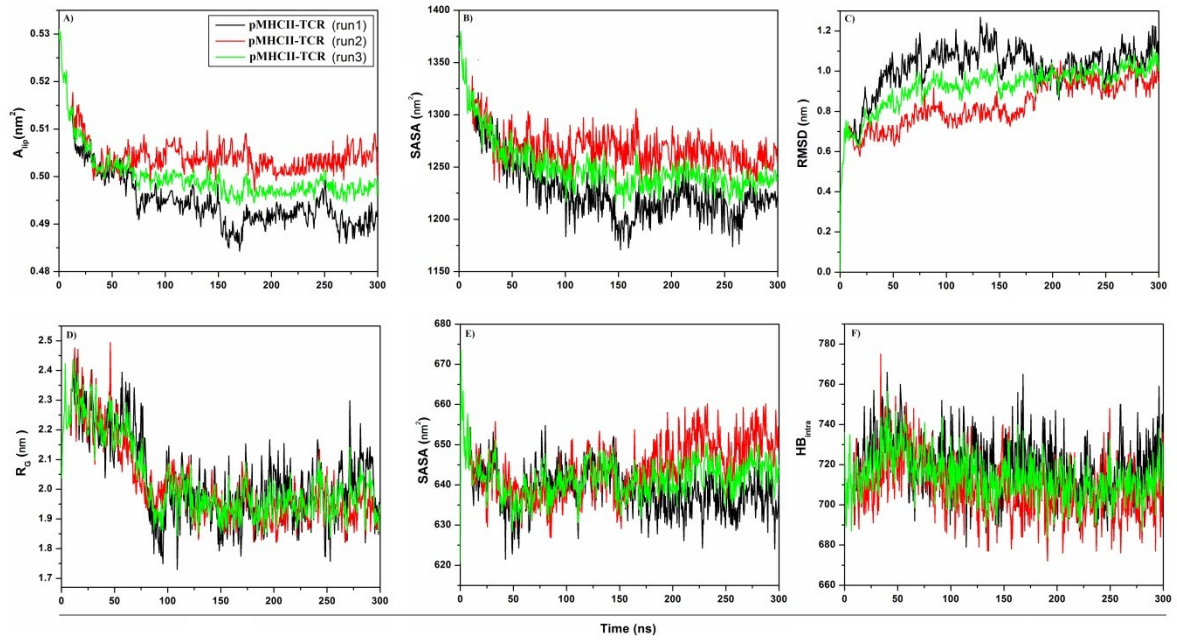 A)
pMHCII-TCR (run1)
pMHCII-TCR (run2)
pMHCII-TCR (run3)
A_lip (nm²)
0.53
0.52
0.51
0.50
0.49
0.48
0 50 100 150 200 250 300
B)
SASA (nm²)
1400
1350
1300
1250
1200
1150
0 50 100 150 200 250 300
C)
RMSD (nm)
1.2
1.0
0.8
0.6
0.4
0.2
0.0
0 50 100 150 200 250 300
D)
R_G (nm)
2.5
2.4
2.3
2.2
2.1
2.0
1.9
1.8
1.7
0 50 100 150 200 250 300
E)
SASA (nm²)
680
670
660
650
640
630
620
0 50 100 150 200 250 300
F)
HB_intra
780
760
740
720
700
680
660
0 50 100 150 200 250 300
Time (ns)